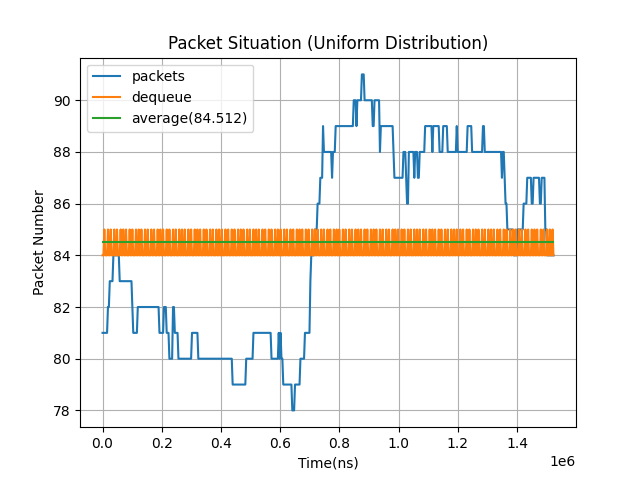 Packet Situation (Uniform Distribution)
packets
dequeue
average(84.512)
90
88
86
84
82
80
78
Packet Number
0.0 0.2 0.4 0.6 0.8 1.0 1.2 1.4
Time(ns)
1e6